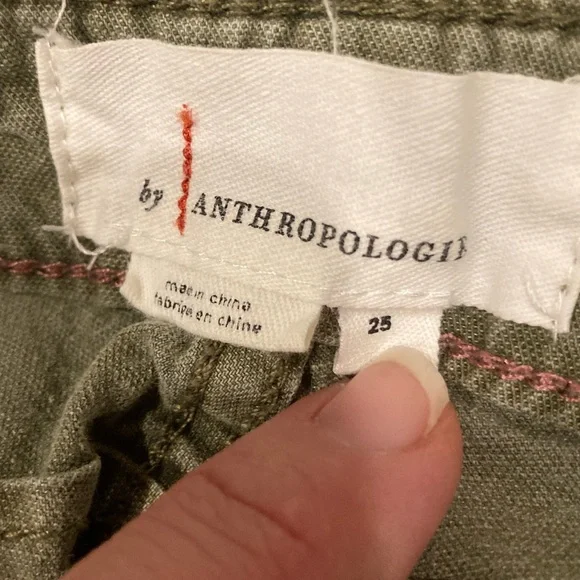 by ANTHROPOLOGIE
made in china
fabriqué en chine
25